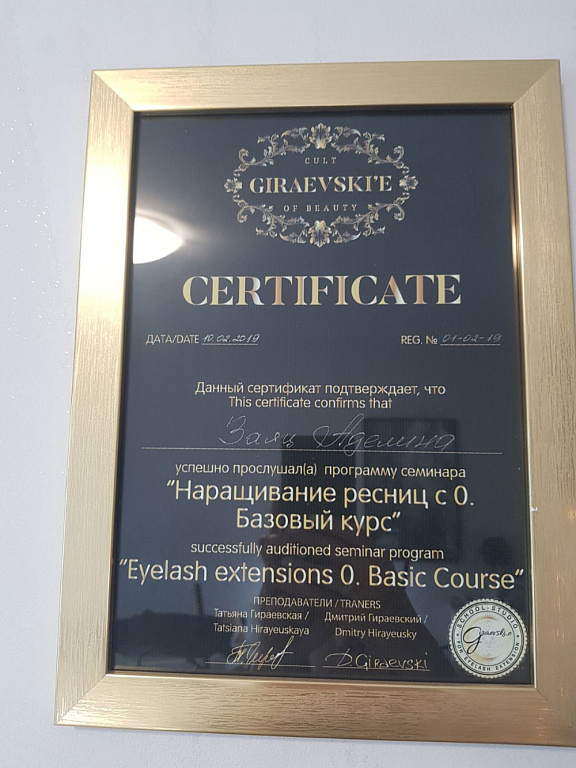 CULT
GIRAEVSKI'E
OF BEAUTY
CERTIFICATE
ДАТА/DATE 10.02.2019 REG. № 01-02-19
Данный сертификат подтверждает, что
This certificate confirms that
Заяц Аделина
успешно прослушал(а) программу семинара
"Наращивание ресниц с 0.
Базовый курс"
successfully auditioned seminar program
"Eyelash extensions 0. Basic Course"
ПРЕПОДАВАТЕЛИ / TRANERS
Татьяна Гираевская / Дмитрий Гираевский /
Tatsiana Hirayeuskaya Dmitry Hirayeusky
D.Giraevski
SCHOOL-STUDIO
Giraevskie
FOR EYELASH EXTENSION